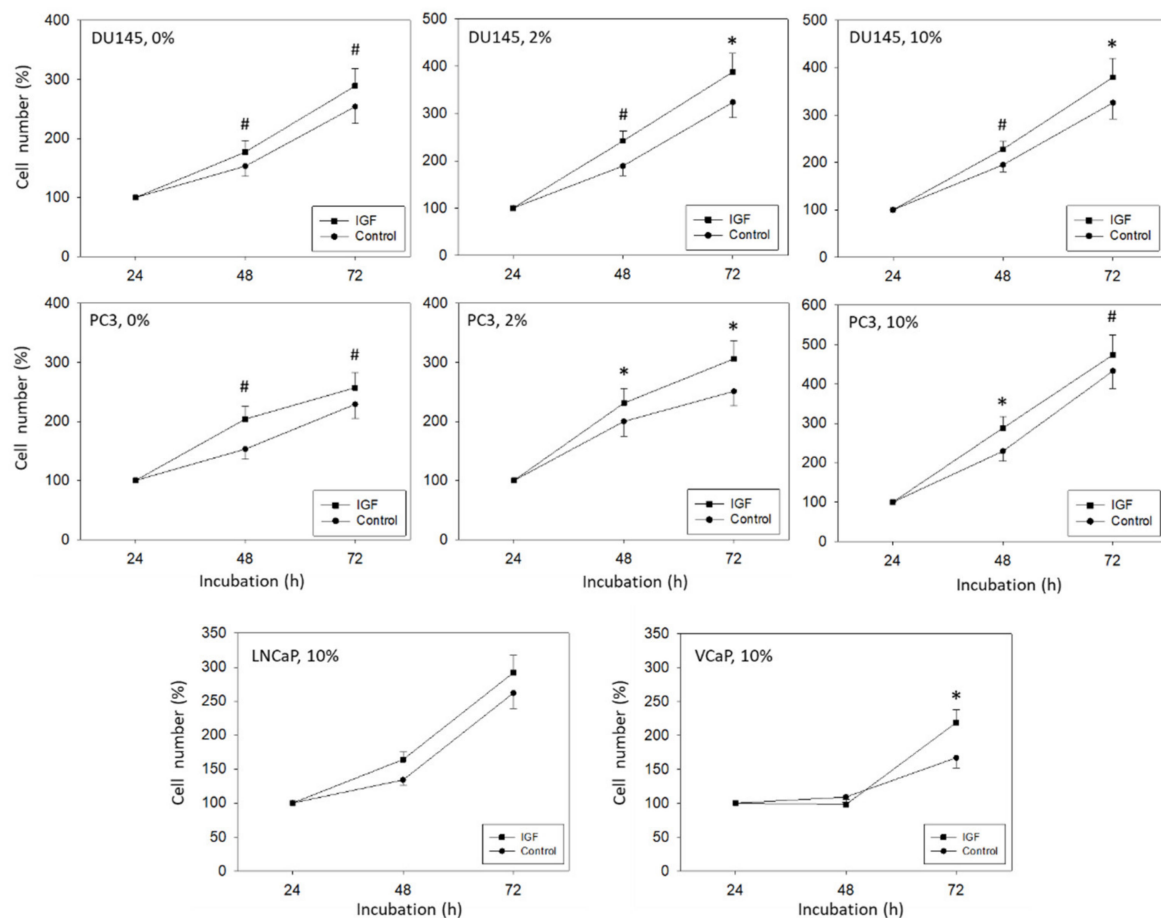 DU145, 0%
Cell number (%)
400
300
200
100
0
#
#
IGF
Control
24
48
72
DU145, 2%
500
400
300
200
100
0
#
*
IGF
Control
24
48
72
DU145, 10%
500
400
300
200
100
0
#
*
IGF
Control
24
48
72
PC3, 0%
Cell number (%)
400
300
200
100
0
#
#
IGF
Control
24
48
72
Incubation (h)
PC3, 2%
400
300
200
100
0
*
*
IGF
Control
24
48
72
Incubation (h)
PC3, 10%
600
500
400
300
200
100
0
*
#
IGF
Control
24
48
72
Incubation (h)
LNCaP, 10%
Cell number (%)
350
300
250
200
150
100
50
0
IGF
Control
24
48
72
Incubation (h)
VCaP, 10%
Cell number (%)
350
300
250
200
150
100
50
0
*
IGF
Control
24
48
72
Incubation (h)